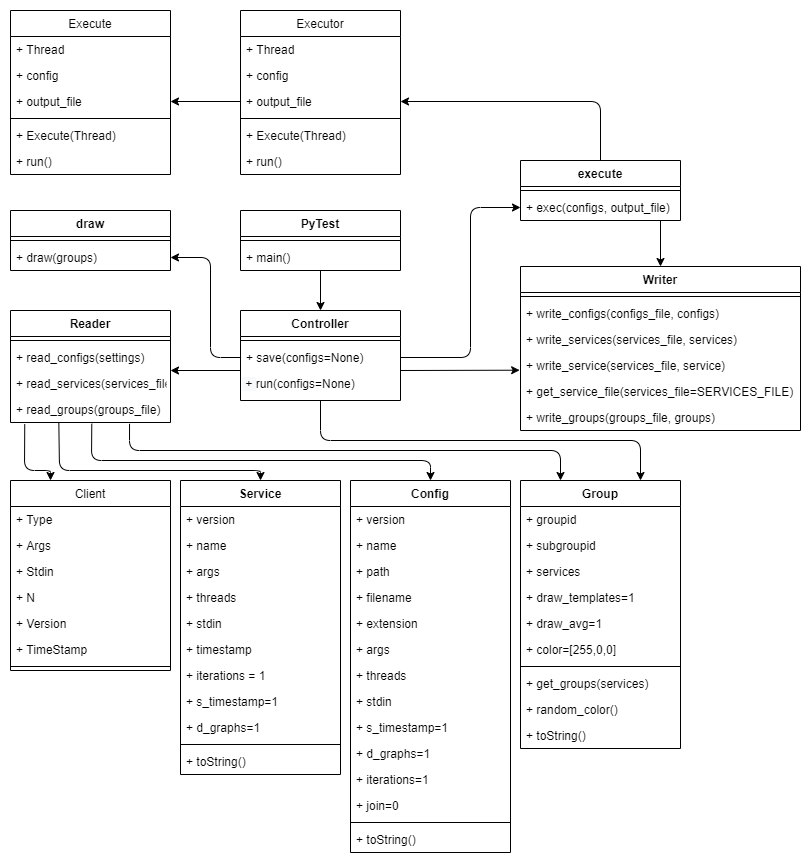 Execute
+ Thread
+ config
+ output_file
+ Execute(Thread)
+ run()
Executor
+ Thread
+ config
+ output_file
+ Execute(Thread)
+ run()
execute
+ exec(configs, output_file)
draw
+ draw(groups)
PyTest
+ main()
Writer
+ write_configs(configs_file, configs)
+ write_services(services_file, services)
+ write_service(services_file, service)
+ get_service_file(services_file=SERVICES_FILE)
+ write_groups(groups_file, groups)
Reader
+ read_configs(settings)
+ read_services(services_file
+ read_groups(groups_file)
Controller
+ save(configs=None)
+ run(configs=None)
Client
+ Type
+ Args
+ Stdin
+ N
+ Version
+ TimeStamp
Service
+ version
+ name
+ args
+ threads
+ stdin
+ timestamp
+ iterations = 1
+ s_timestamp=1
+ d_graphs=1
+ toString()
Config
+ version
+ name
+ path
+ filename
+ extension
+ args
+ threads
+ stdin
+ s_timestamp=1
+ d_graphs=1
+ iterations=1
+ join=0
+ toString()
Group
+ groupid
+ subgroupid
+ services
+ draw_templates=1
+ draw_avg=1
+ color=[255,0,0]
+ get_groups(services)
+ random_color()
+ toString()